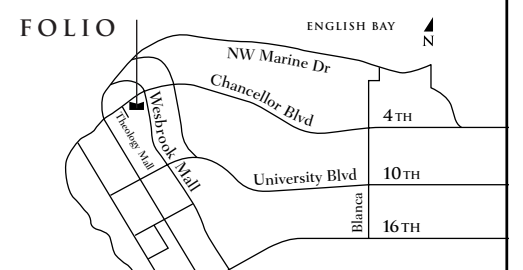 FOLIO
ENGLISH BAY
N
NW Marine Dr
Chancellor Blvd
Wesbrook Mall
Theology Mall
4TH
University Blvd
10TH
Blanca
16TH